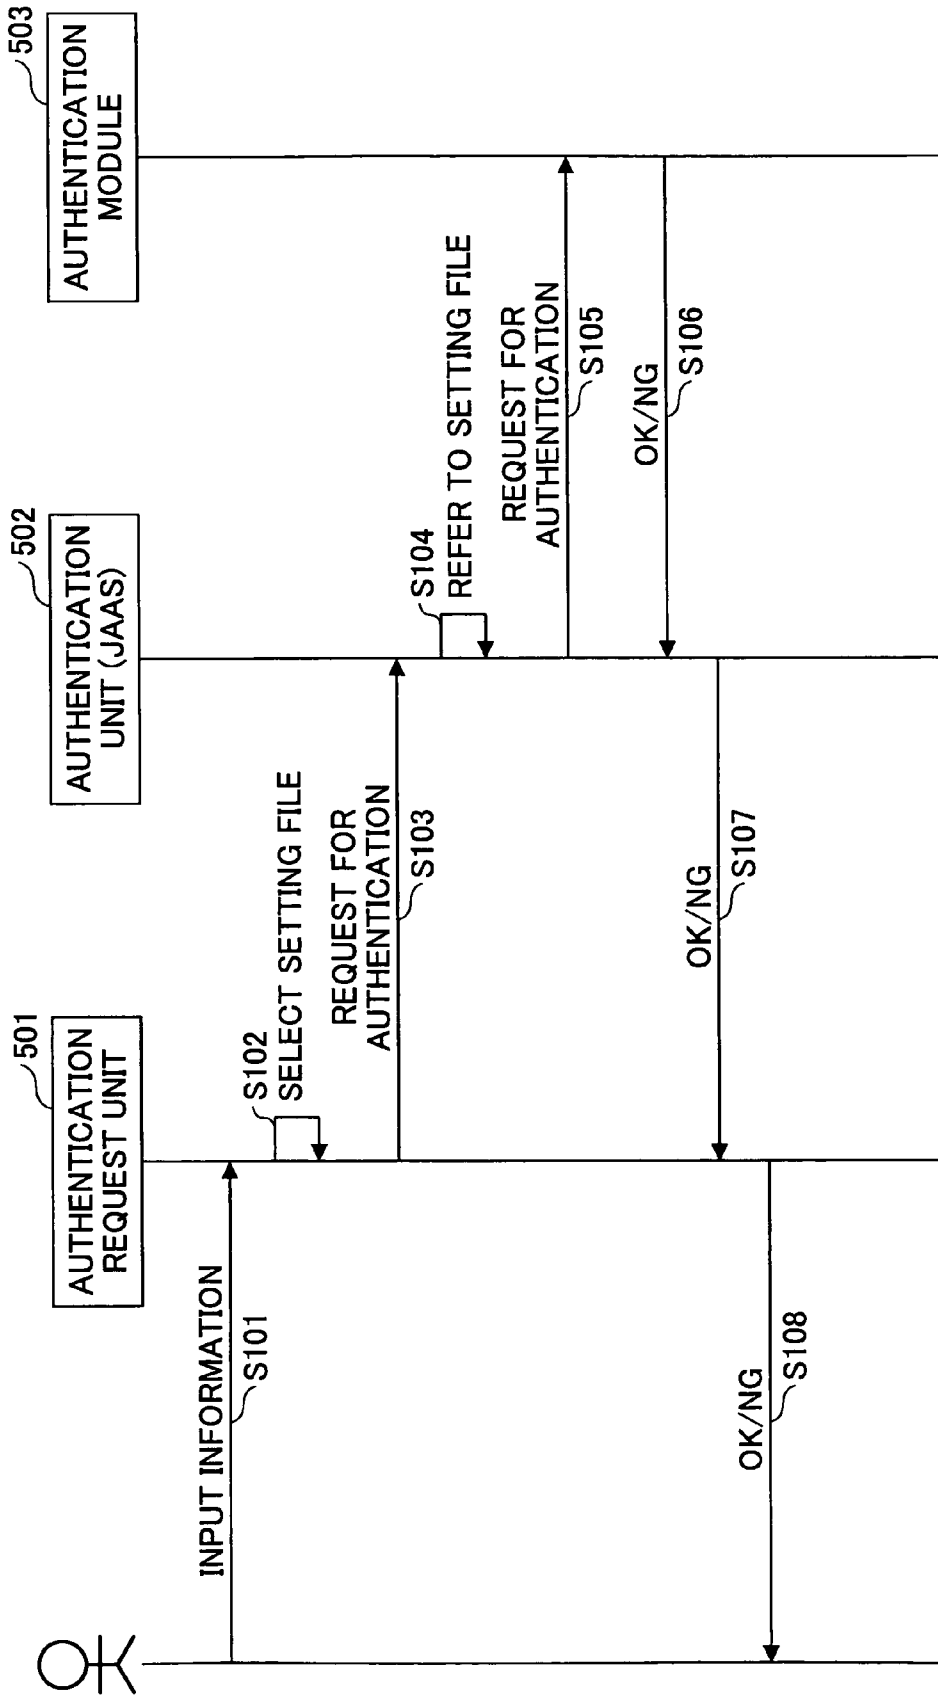 501
AUTHENTICATION
REQUEST UNIT
502
AUTHENTICATION
UNIT (JAAS)
503
AUTHENTICATION
MODULE
INPUT INFORMATION
S101
S102
SELECT SETTING FILE
REQUEST FOR
AUTHENTICATION
S103
S104
REFER TO SETTING FILE
REQUEST FOR
AUTHENTICATION
S105
OK/NG
S106
OK/NG
S107
OK/NG
S108